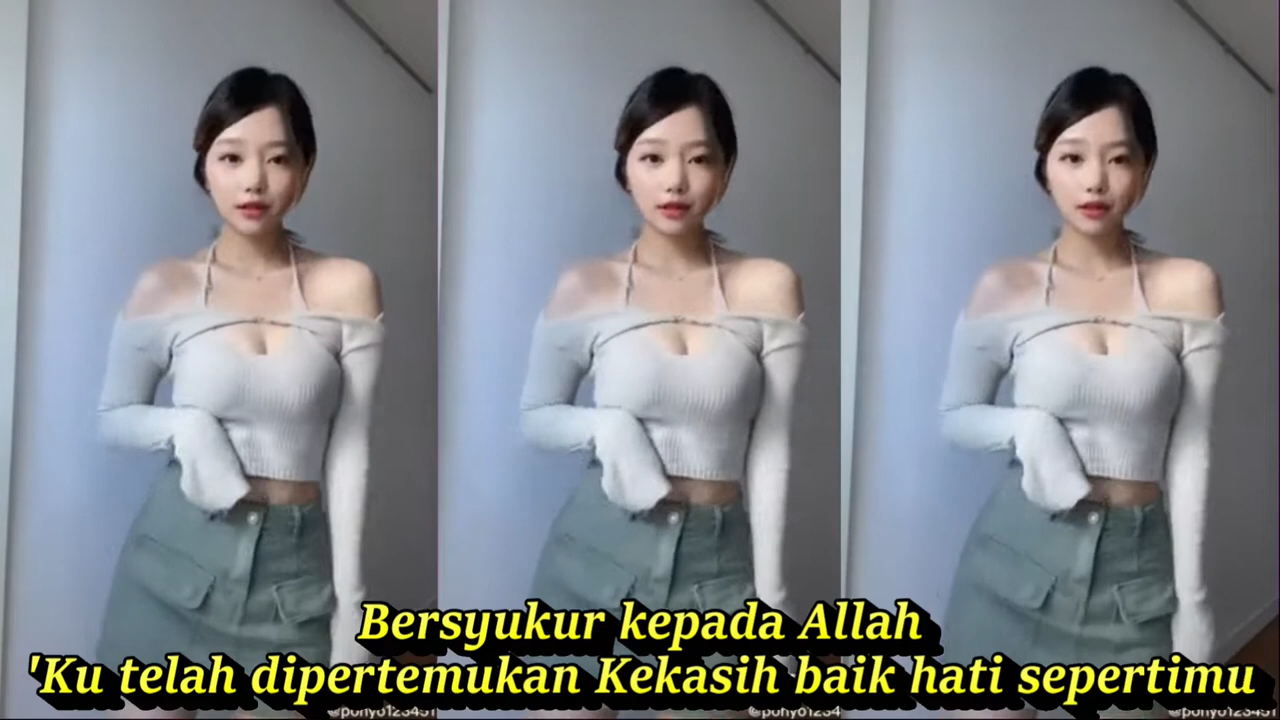 Bersyukur kepada Allah
'Ku telah dipertemukan Kekasih baik hati sepertimu